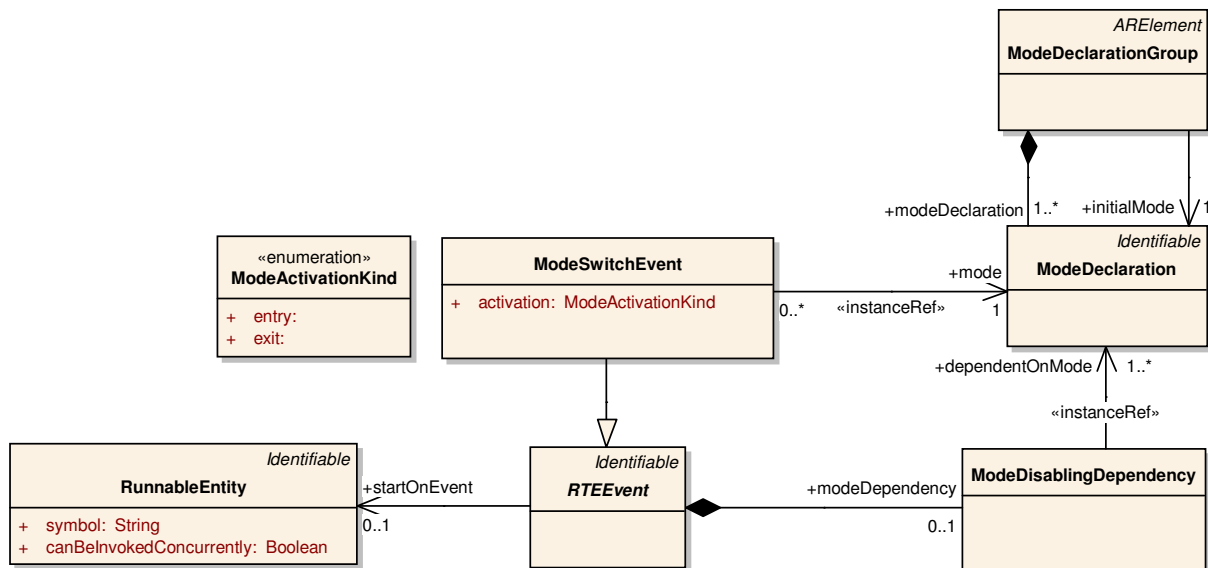 ARElement
ModeDeclarationGroup
+modeDeclaration 1..* +initialMode 1
«enumeration»
ModeActivationKind
+ entry:
+ exit:
ModeSwitchEvent
+ activation: ModeActivationKind
+mode
0..* «instanceRef» 1
Identifiable
ModeDeclaration
+dependentOnMode 1..*
«instanceRef»
Identifiable
RunnableEntity
+ symbol: String
+ canBeInvokedConcurrently: Boolean
+startOnEvent
0..1
Identifiable
RTEEvent
+modeDependency
0..1
ModeDisablingDependency